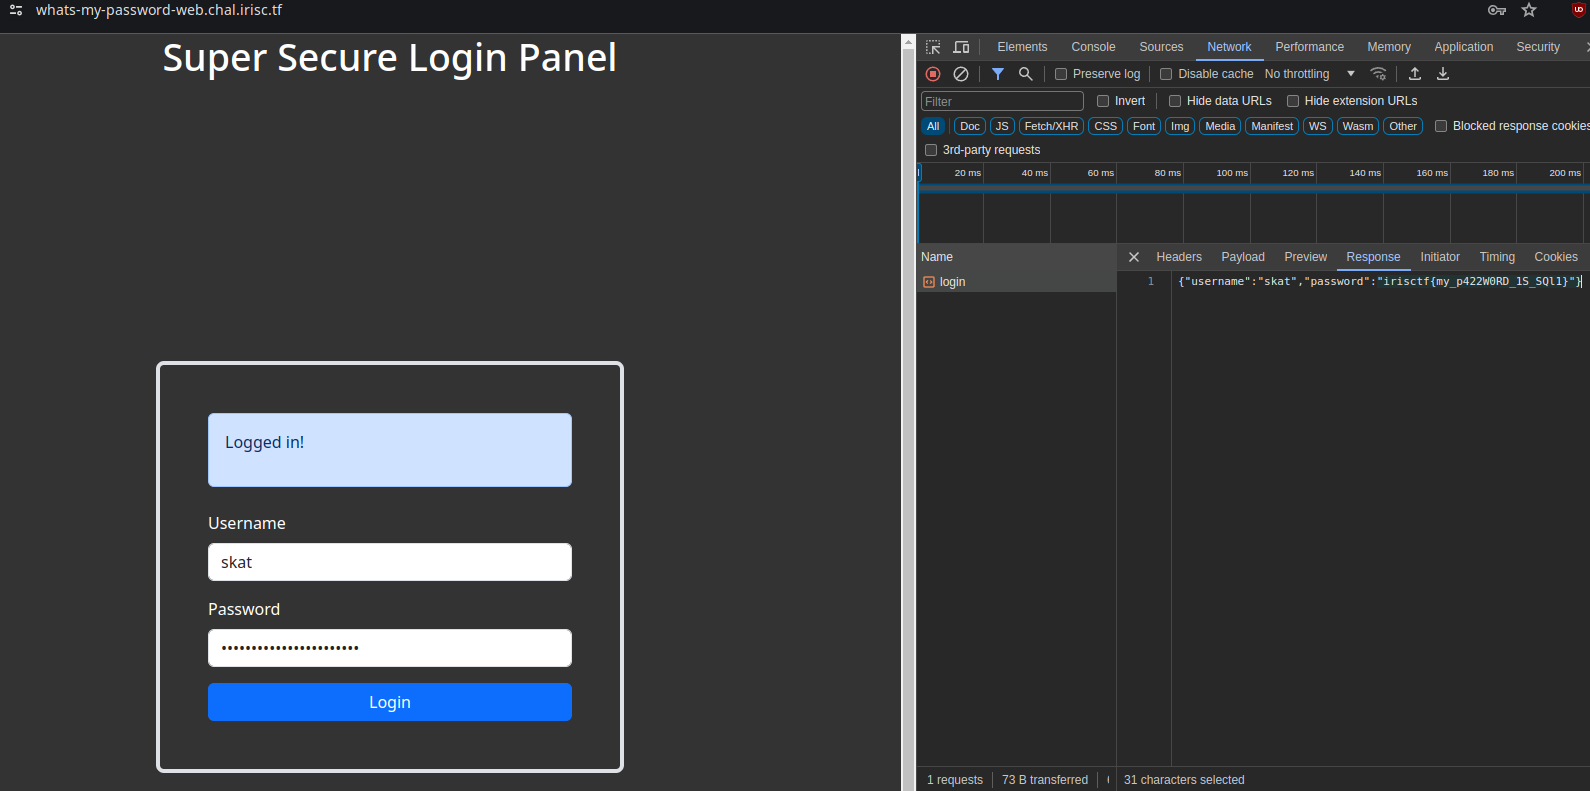 whats-my-password-web.chal.irisc.tf
Super Secure Login Panel
Logged in!
Username
skat
Password
•••••••••••••••••••••••
Login
Elements Console Sources Network Performance Memory Application Security
Preserve log Disable cache No throttling
Filter Invert Hide data URLs Hide extension URLs
All Doc JS Fetch/XHR CSS Font Img Media Manifest WS Wasm Other Blocked response cookies
3rd-party requests
20 ms 40 ms 60 ms 80 ms 100 ms 120 ms 140 ms 160 ms 180 ms 200 ms
Name Headers Payload Preview Response Initiator Timing Cookies
login 1 {"username":"skat","password":"irisctf{my_p422W0RD_1S_SQl1}"}
1 requests 73 B transferred 31 characters selected